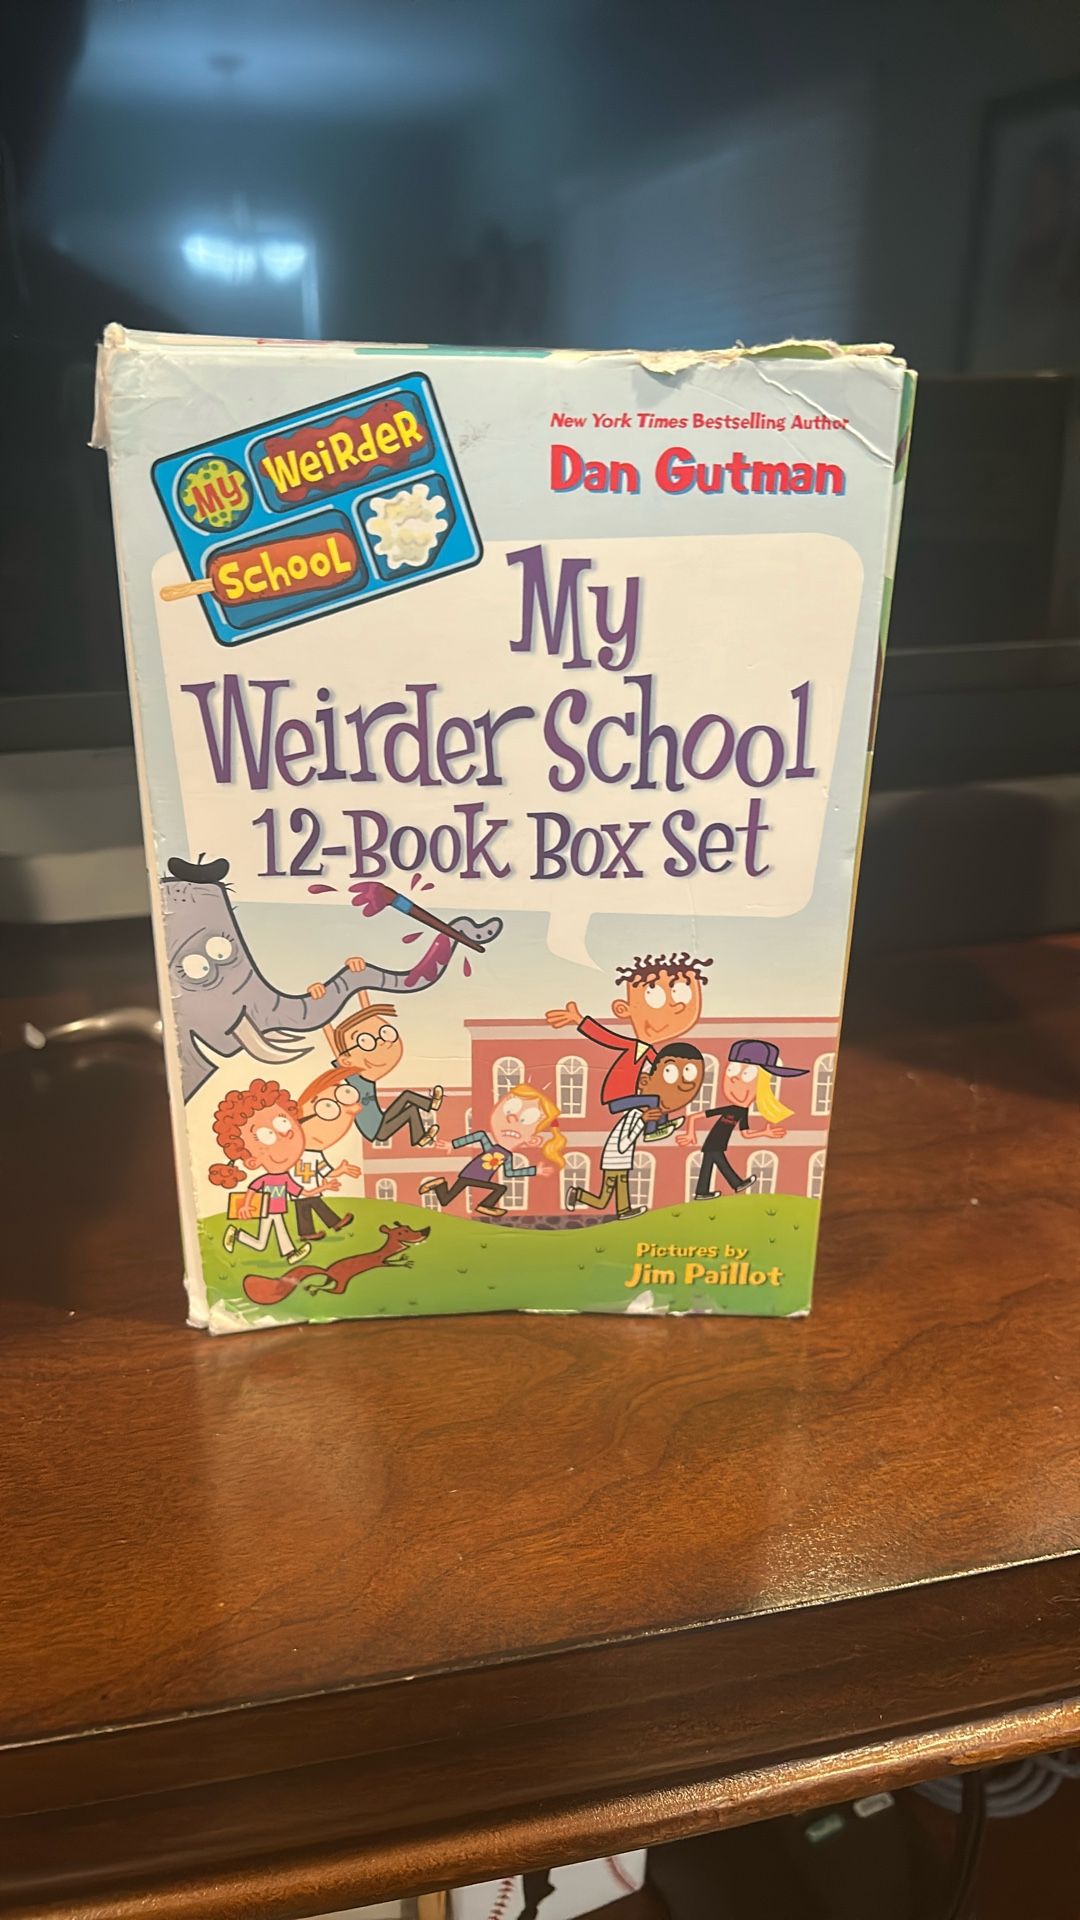 My Weirder
School
New York Times Bestselling Author
Dan Gutman
My
Weirder School
12-Book Box Set
Pictures by
Jim Paillot